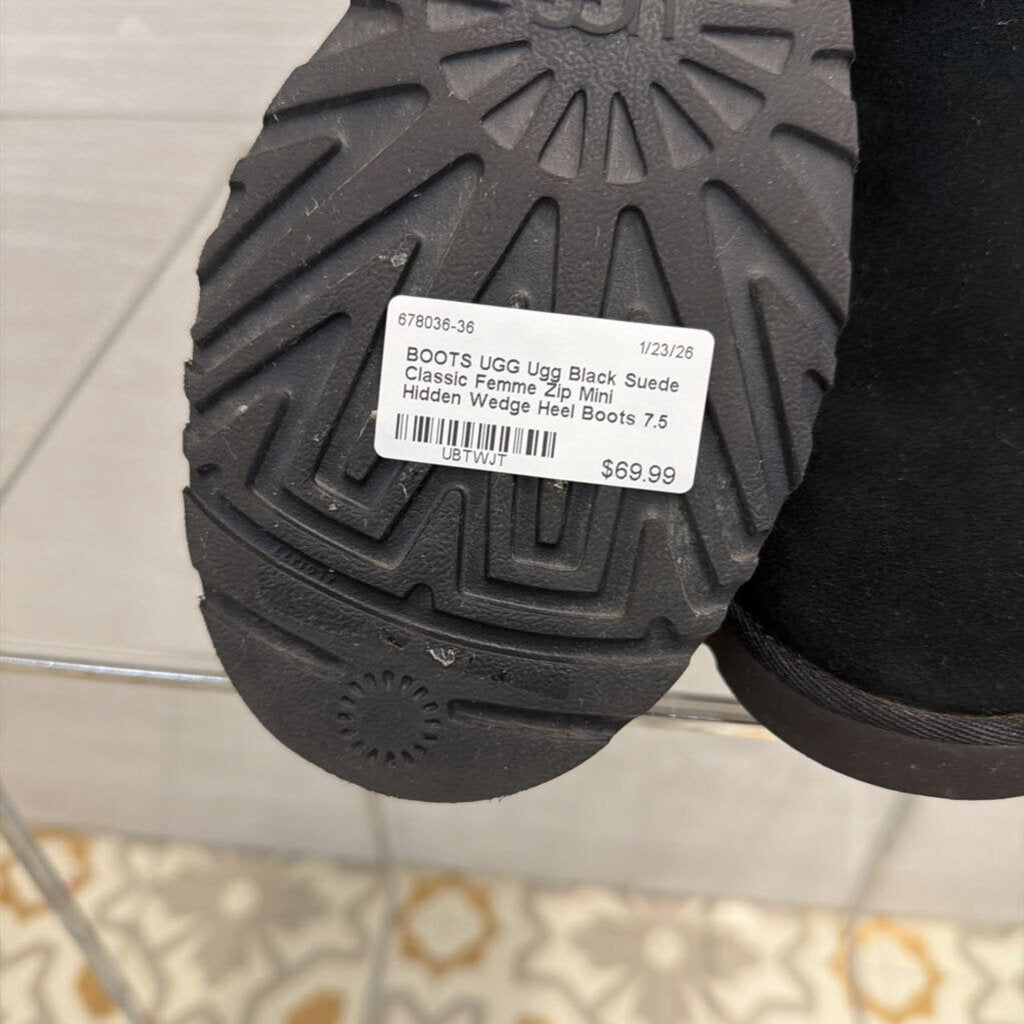 UGG
678036-36
1/23/26
BOOTS UGG Ugg Black Suede
Classic Femme Zip Mini
Hidden Wedge Heel Boots 7.5
UBTWJT
$69.99